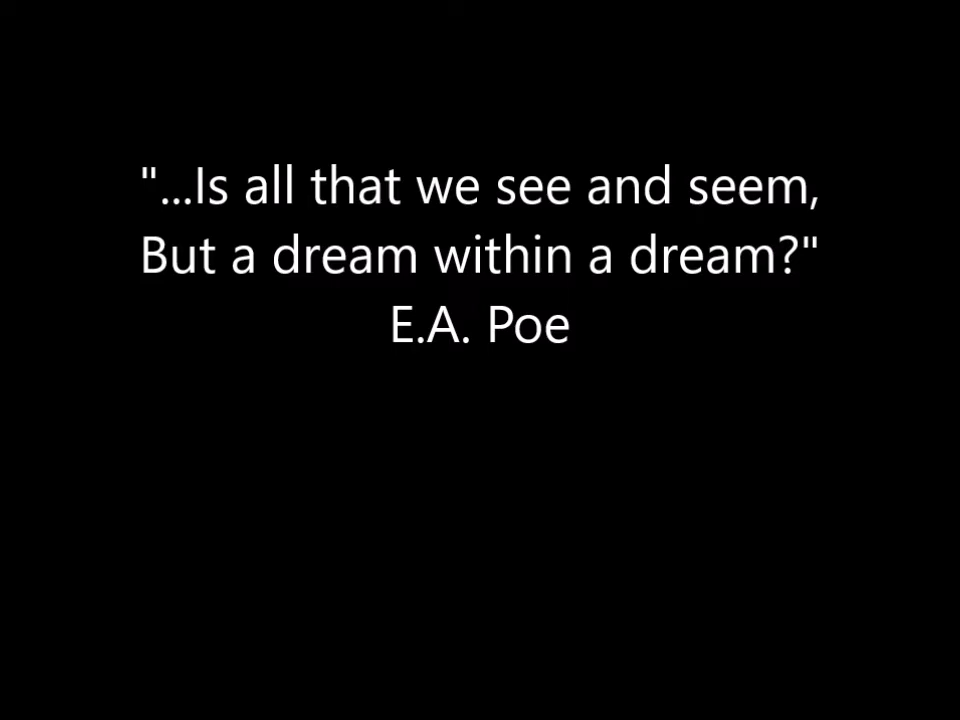 "...Is all that we see and seem,
But a dream within a dream?"
E.A. Poe